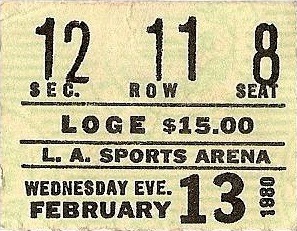 12 11 8
SEC. ROW SEAT
LOGE $15.00
L. A. SPORTS ARENA
WEDNESDAY EVE.
FEBRUARY 13 1980